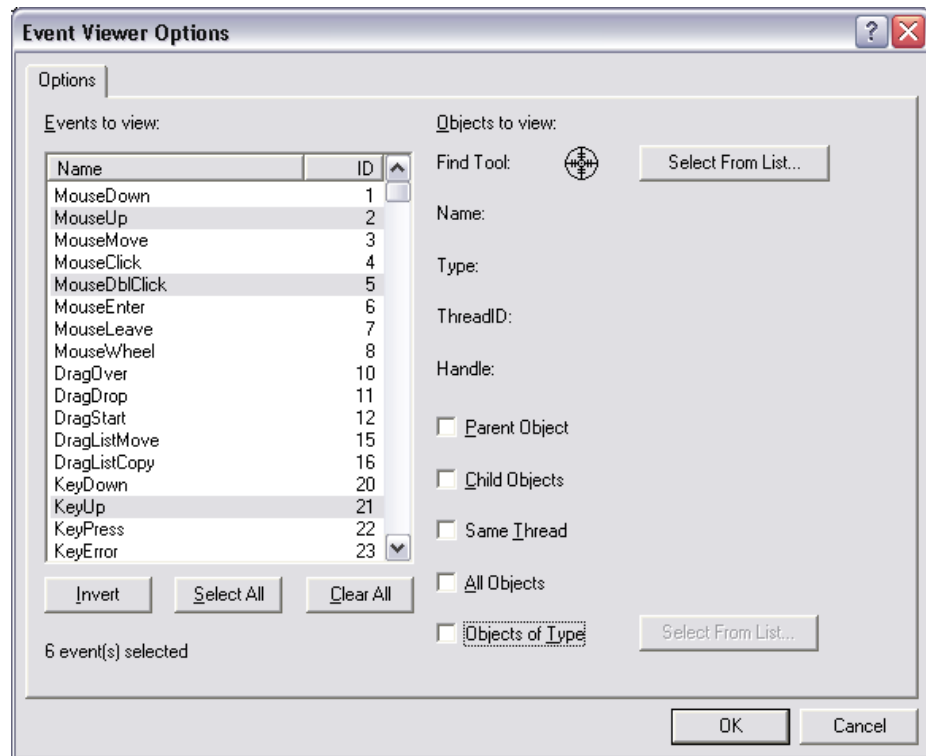 Event Viewer Options
Options
Events to view:
Name ID
MouseDown 1
MouseUp 2
MouseMove 3
MouseClick 4
MouseDblClick 5
MouseEnter 6
MouseLeave 7
MouseWheel 8
DragOver 10
DragDrop 11
DragStart 12
DragListMove 15
DragListCopy 16
KeyDown 20
KeyUp 21
KeyPress 22
KeyError 23
Invert Select All Clear All
6 event(s) selected
Objects to view:
Find Tool: Select From List...
Name:
Type:
ThreadID:
Handle:
Parent Object
Child Objects
Same Thread
All Objects
Objects of Type Select From List...
OK Cancel